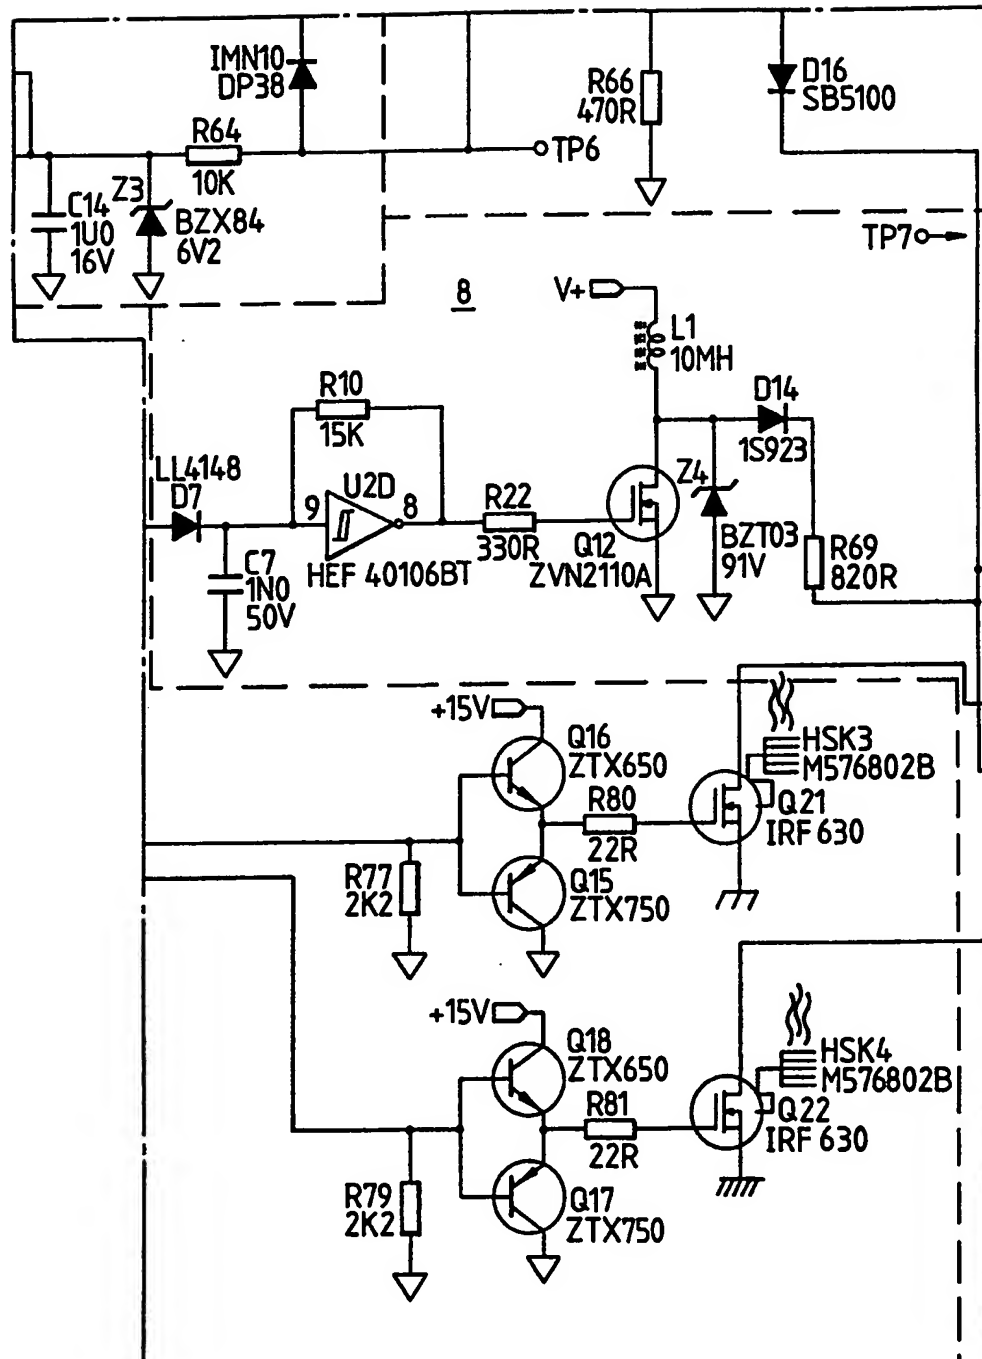 IMN10
DP38
R66
470R
D16
SB5100
R64
10K
TP6
C14
1U0
16V
Z3
BZX84
6V2
TP7
8
V+
L1
10MH
R10
15K
D14
1S923
LL4148
D7
U2D
9
8
R22
330R
Z4
Q12
ZVN2110A
BZT03
91V
R69
820R
C7
1N0
50V
HEF 40106BT
+15V
Q16
ZTX650
HSK3
M576802B
R80
22R
Q21
IRF 630
R77
2K2
Q15
ZTX750
+15V
Q18
ZTX650
HSK4
M576802B
R81
22R
Q22
IRF 630
R79
2K2
Q17
ZTX750